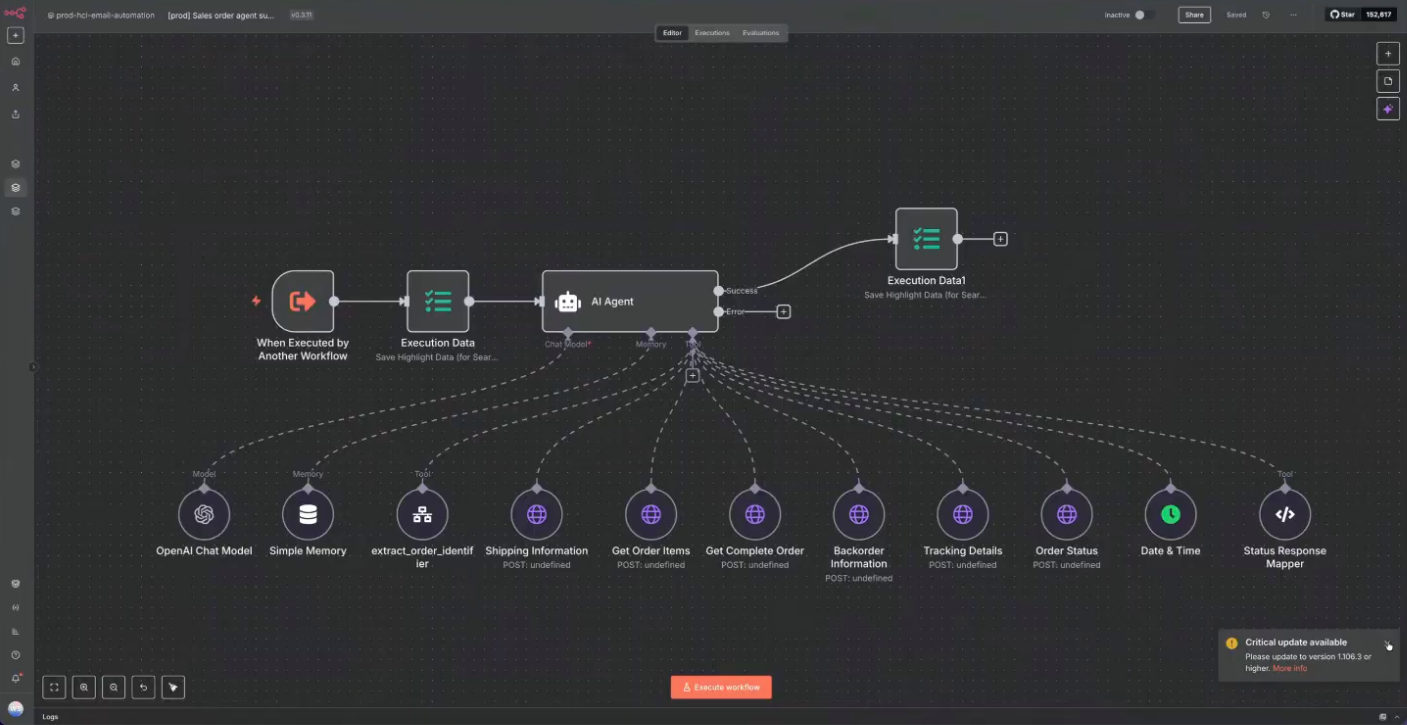 prod-hci-email-automation
[prod] Sales order agent su...
v0.3.11
Inactive
Share
Saved
...
Star
152,617
Editor
Executions
Evaluations
Execution Data1
Save Highlight Data (for Sear...
AI Agent
Success
Error
When Executed by
Another Workflow
Execution Data
Save Highlight Data (for Sear...
Chat Model*
Memory
Tool
Model
Memory
Tool
Tool
OpenAI Chat Model
Simple Memory
extract_order_identif
ier
Shipping Information
POST: undefined
Get Order Items
POST: undefined
Get Complete Order
POST: undefined
Backorder
Information
POST: undefined
Tracking Details
POST: undefined
Order Status
POST: undefined
Date & Time
Status Response
Mapper
Critical update available
Please update to version 1.106.3 or
higher. More info
Execute workflow
Logs